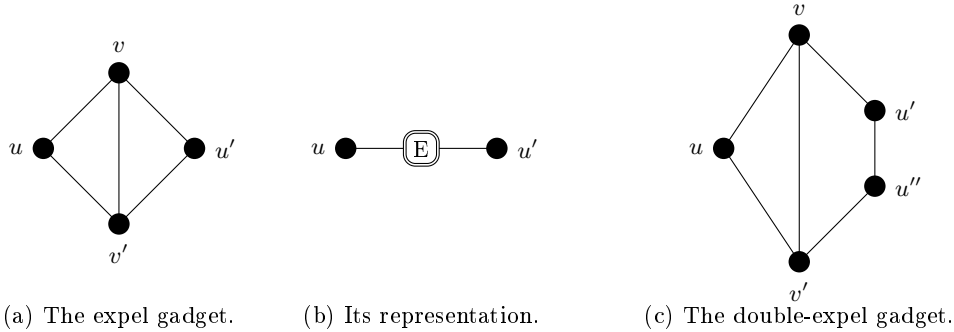 v
u
u′
v′
u
E
u′
v
u
u′
u″
v′
(a) The expel gadget.
(b) Its representation.
(c) The double-expel gadget.